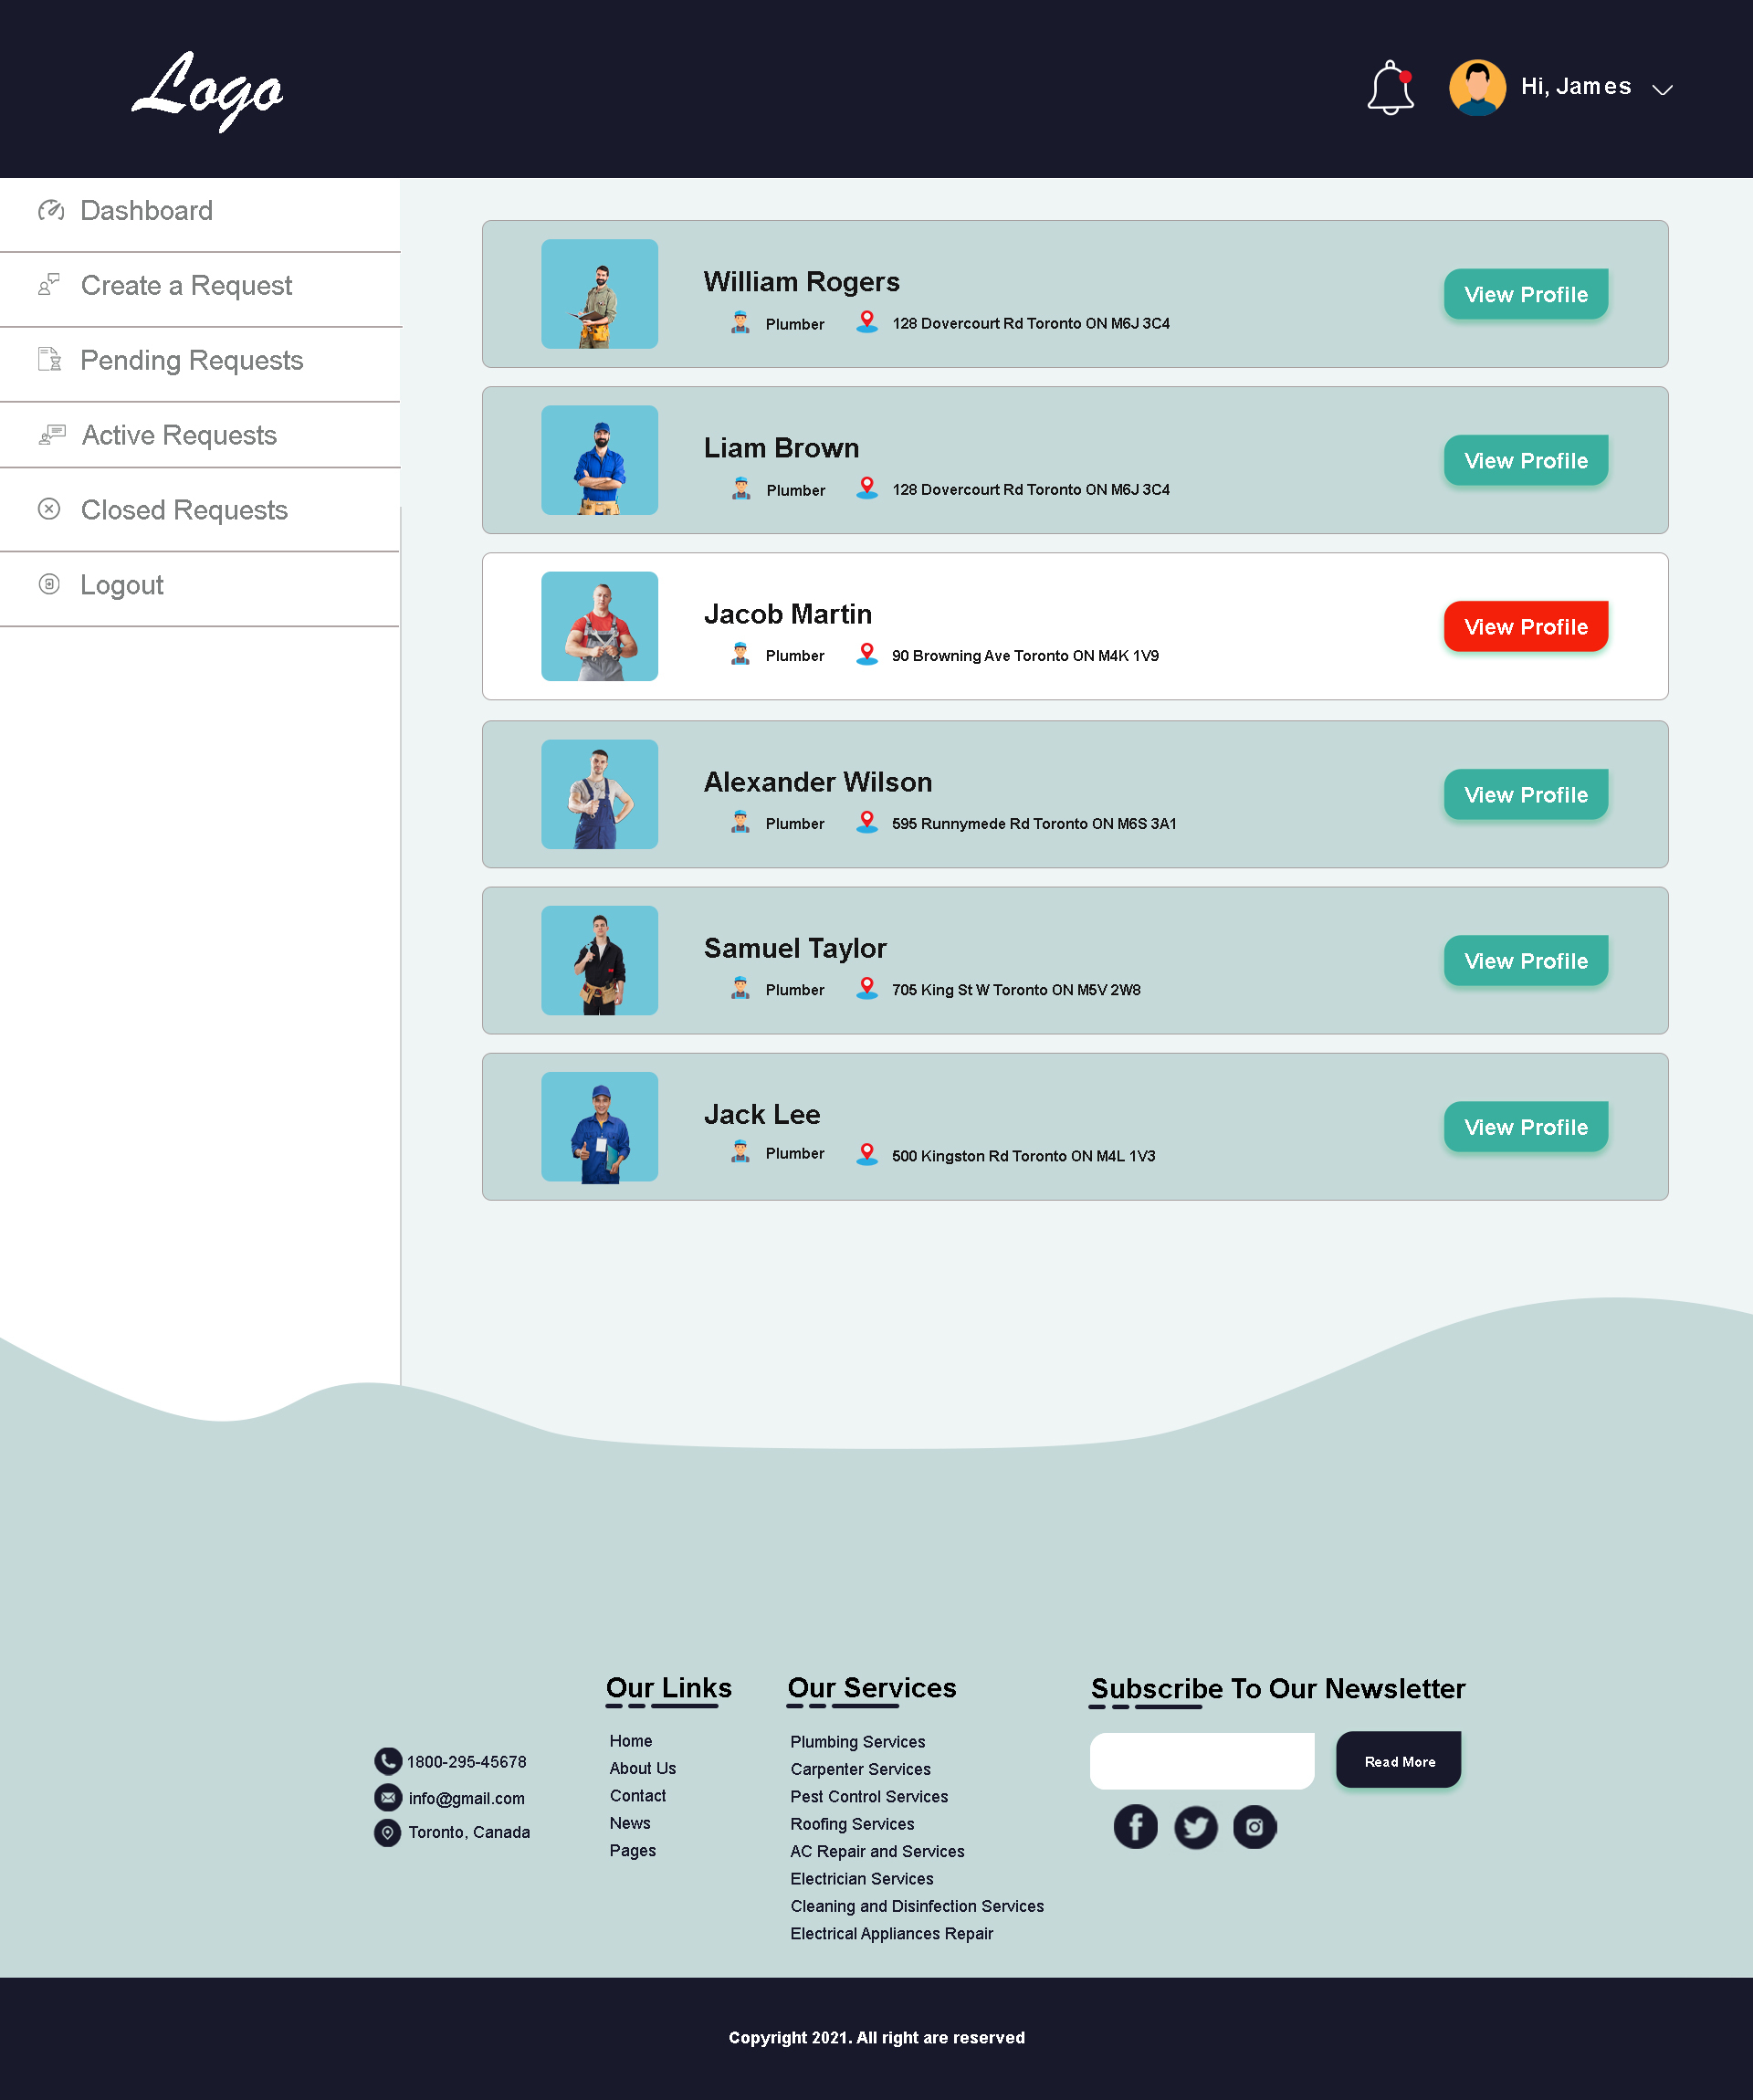 Logo
Hi, James
Dashboard
Create a Request
Pending Requests
Active Requests
Closed Requests
Logout
William Rogers
Plumber 128 Dovercourt Rd Toronto ON M6J 3C4
View Profile
Liam Brown
Plumber 128 Dovercourt Rd Toronto ON M6J 3C4
View Profile
Jacob Martin
Plumber 90 Browning Ave Toronto ON M4K 1V9
View Profile
Alexander Wilson
Plumber 595 Runnymede Rd Toronto ON M6S 3A1
View Profile
Samuel Taylor
Plumber 705 King St W Toronto ON M5V 2W8
View Profile
Jack Lee
Plumber 500 Kingston Rd Toronto ON M4L 1V3
View Profile
1800-295-45678
info@gmail.com
Toronto, Canada
Our Links
Home
About Us
Contact
News
Pages
Our Services
Plumbing Services
Carpenter Services
Pest Control Services
Roofing Services
AC Repair and Services
Electrician Services
Cleaning and Disinfection Services
Electrical Appliances Repair
Subscribe To Our Newsletter
Read More
Copyright 2021. All right are reserved